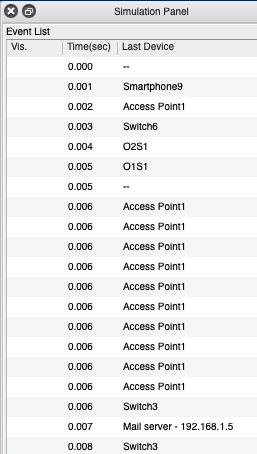 Simulation Panel
Event List
Vis. Time(sec) Last Device
0.000 --
0.001 Smartphone9
0.002 Access Point1
0.003 Switch6
0.004 O2S1
0.005 O1S1
0.005 --
0.006 Access Point1
0.006 Access Point1
0.006 Access Point1
0.006 Access Point1
0.006 Access Point1
0.006 Access Point1
0.006 Access Point1
0.006 Access Point1
0.006 Access Point1
0.006 Access Point1
0.006 Switch3
0.007 Mail server - 192.168.1.5
0.008 Switch3